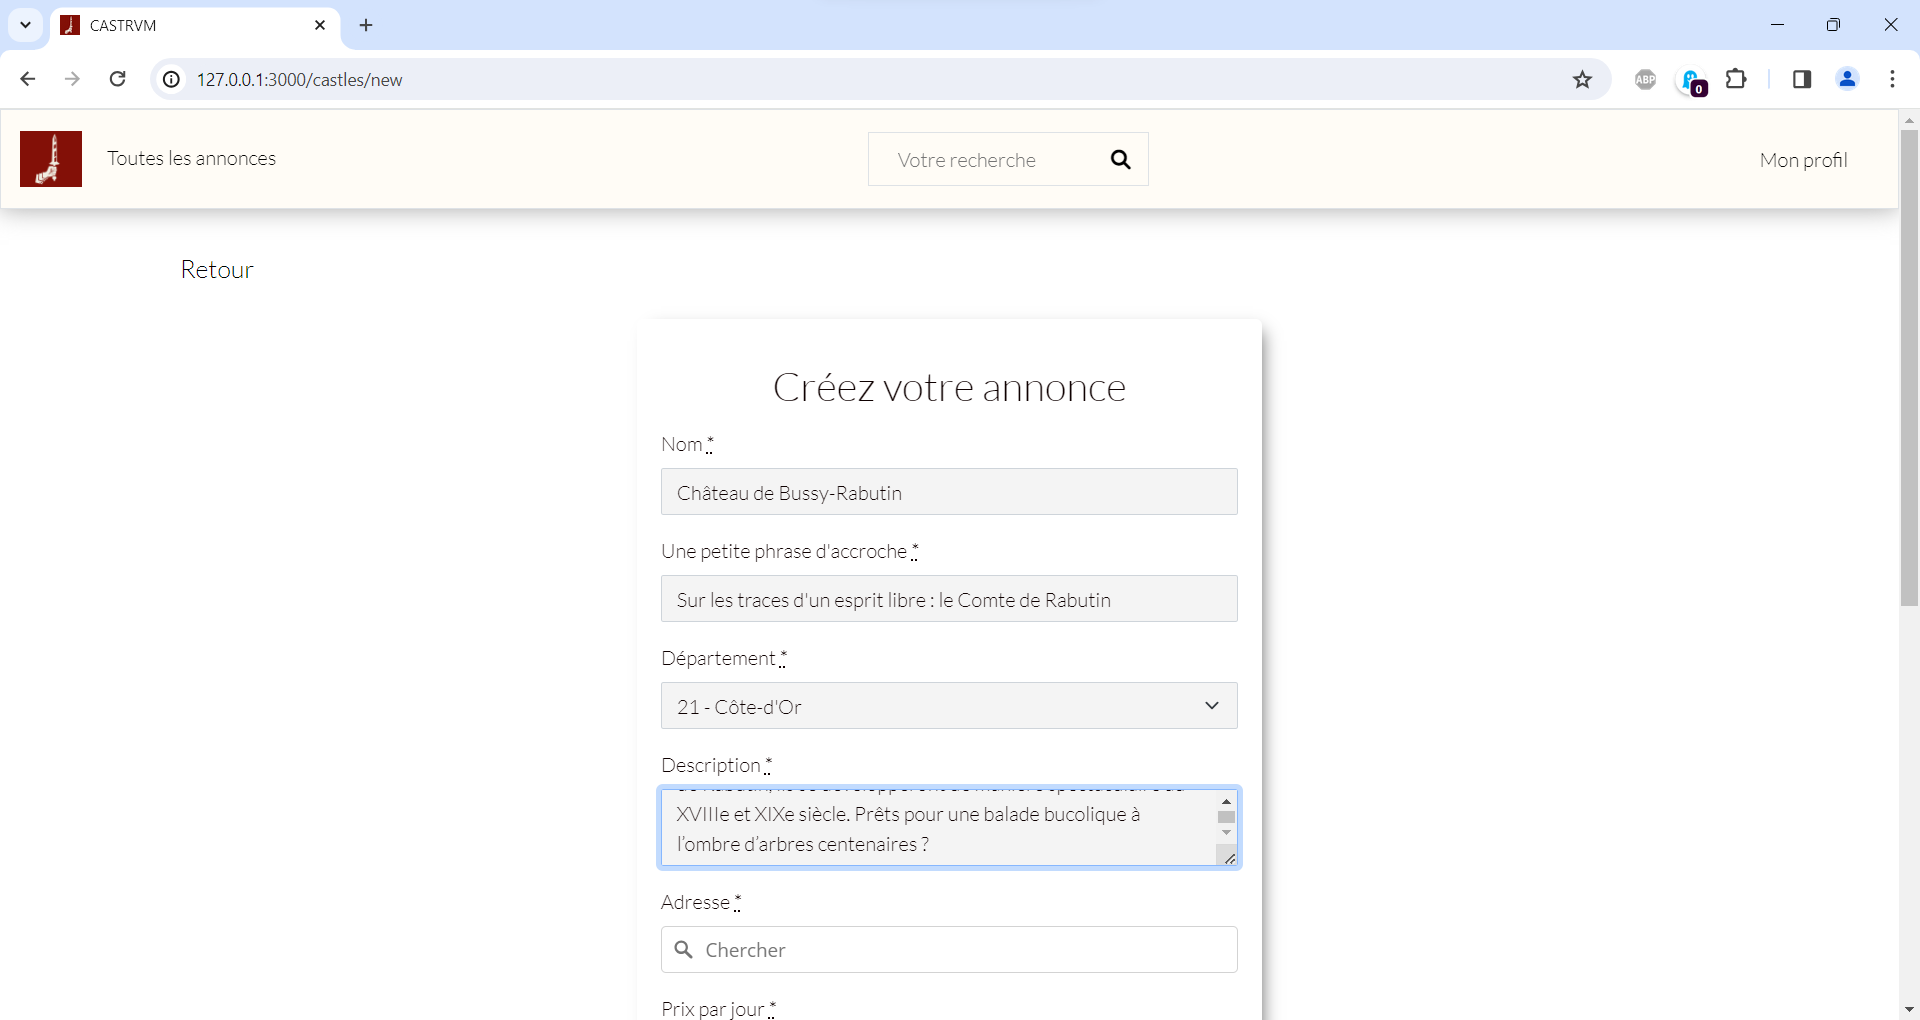 CASTRVM
127.0.0.1:3000/castles/new
ABP
0
Toutes les annonces
Votre recherche
Mon profil
Retour
Créez votre annonce
Nom *
Château de Bussy-Rabutin
Une petite phrase d'accroche *
Sur les traces d'un esprit libre : le Comte de Rabutin
Département *
21 - Côte-d'Or
Description *
XVIIIe et XIXe siècle. Prêts pour une balade bucolique à
l’ombre d’arbres centenaires ?
Adresse *
Chercher
Prix par jour *